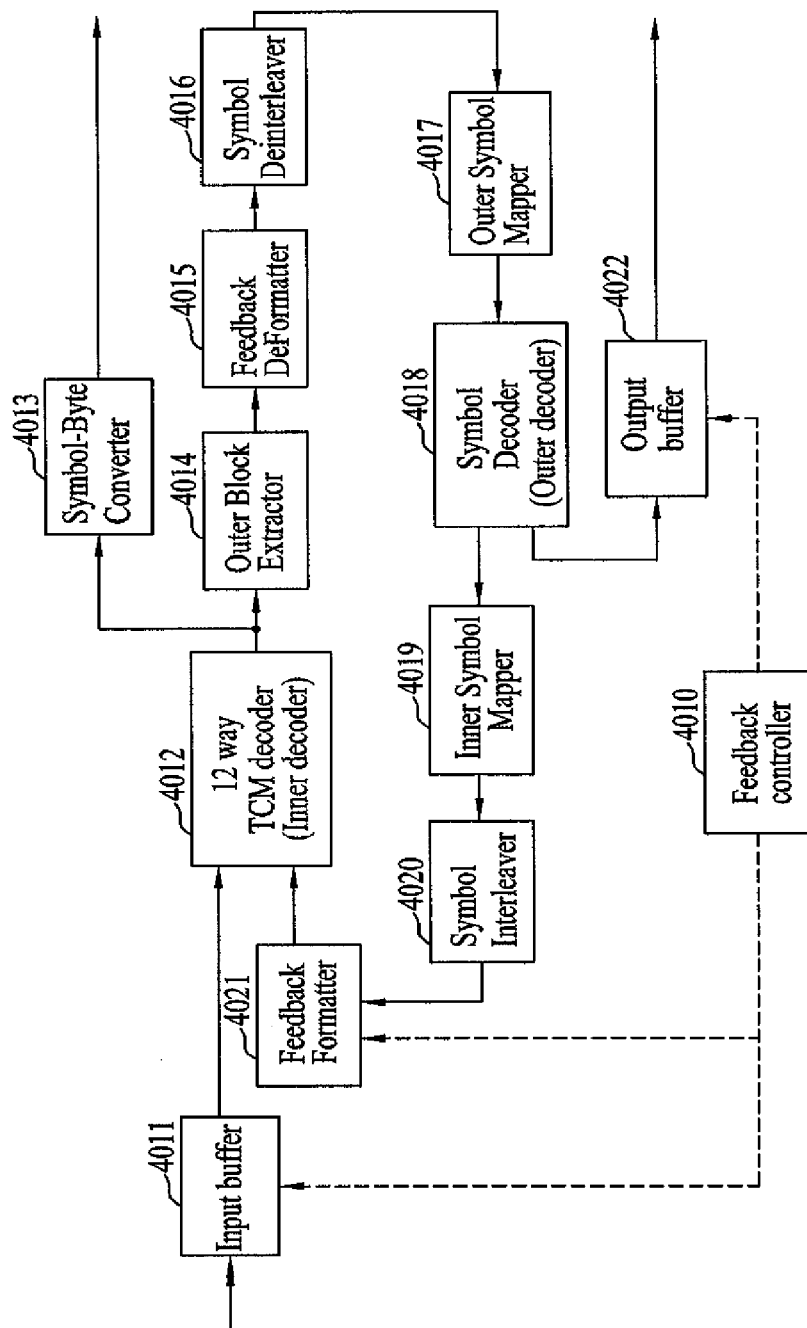 4011
Input buffer
4012
12 way
TCM decoder
(Inner decoder)
4013
Symbol-Byte
Converter
4014
Outer Block
Extractor
4015
Feedback
DeFormatter
4016
Symbol
Deinterleaver
4017
Outer Symbol
Mapper
4018
Symbol
Decoder
(Outer decoder)
4019
Inner Symbol
Mapper
4020
Symbol
Interleaver
4021
Feedback
Formatter
4022
Output
buffer
4010
Feedback
controller